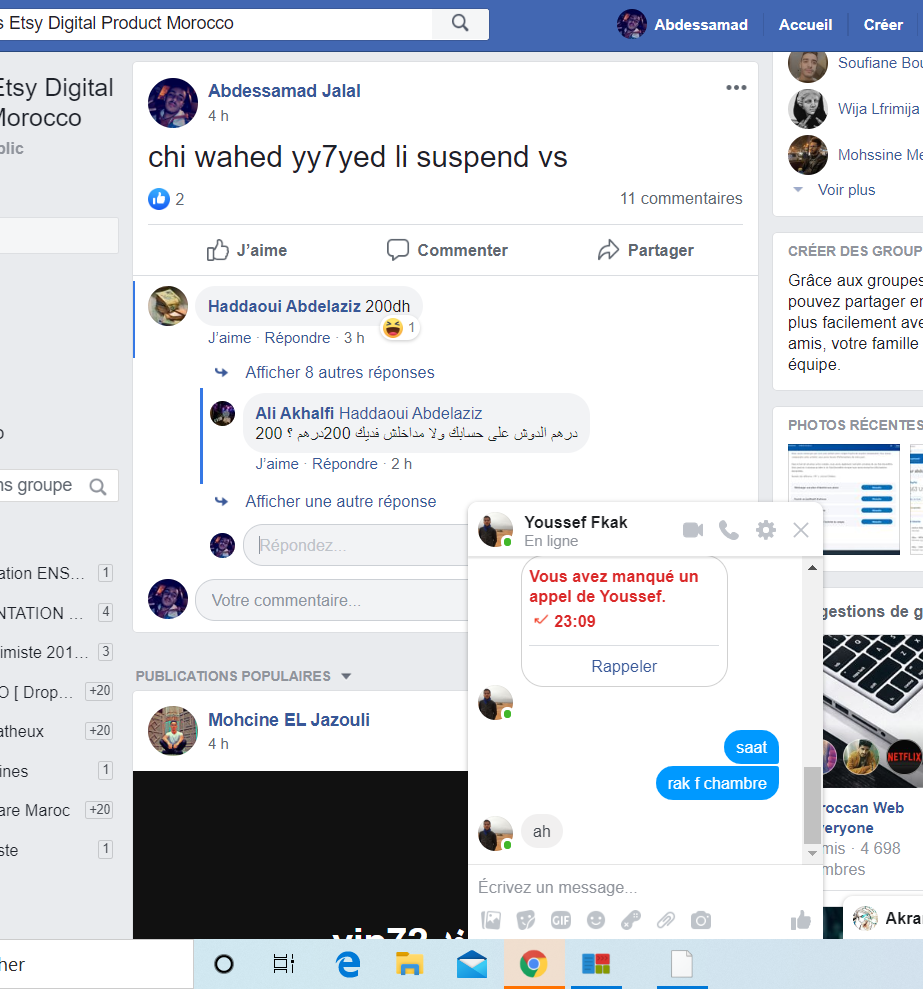 s Etsy Digital Product Morocco
Abdessamad
Accueil
Créer
Etsy Digital
Morocco
blic
ns groupe
ation ENS... 1
NTATION ... 4
imiste 201... 3
O [ Drop... +20
atheux +20
ines 1
are Maroc +20
ste 1
Abdessamad Jalal
4 h
chi wahed yy7yed li suspend vs
2
11 commentaires
J'aime
Commenter
Partager
Haddaoui Abdelaziz 200dh
1
J'aime · Répondre · 3 h
Afficher 8 autres réponses
Ali Akhalfi Haddaoui Abdelaziz
200 درهم الدوش على حسابك ولا مداخلش فديك 200درهم ؟
J'aime · Répondre · 2 h
Afficher une autre réponse
Répondez...
Votre commentaire...
PUBLICATIONS POPULAIRES
Mohcine EL Jazouli
4 h
Youssef Fkak
En ligne
Vous avez manqué un
appel de Youssef.
23:09
Rappeler
saat
rak f chambre
ah
Écrivez un message...
GIF
Soufiane Bou
Wija Lfrimija
Mohssine Me
Voir plus
CRÉER DES GROUP
Grâce aux groupes
pouvez partager en
plus facilement ave
amis, votre famille
équipe.
PHOTOS RÉCENTES
gestions de g
NETFLIX
roccan Web
veryone
mis · 4 698
mbres
Akra
her